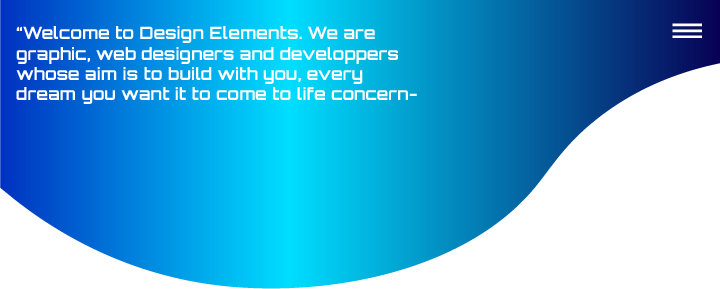 “Welcome to Design Elements. We are
graphic, web designers and developpers
whose aim is to build with you, every
dream you want it to come to life concern-